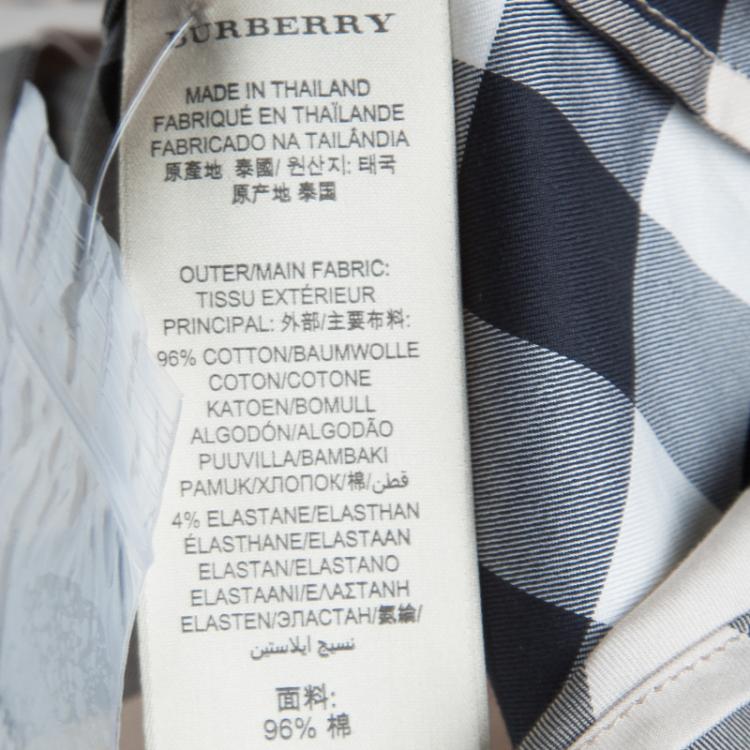 BURBERRY
MADE IN THAILAND
FABRIQUÉ EN THAÏLANDE
FABRICADO NA TAILÂNDIA
原產地 泰國/ 원산지: 태국
原产地 泰国
OUTER/MAIN FABRIC:
TISSU EXTÉRIEUR
PRINCIPAL: 外部/主要布料:
96% COTTON/BAUMWOLLE
COTON/COTONE
KATOEN/BOMULL
ALGODÓN/ALGODÃO
PUUVILLA/BAMBAKI
PAMUK/ХЛОПОК/棉/قطن
4% ELASTANE/ELASTHAN
ÉLASTHANE/ELASTAAN
ELASTAN/ELASTANO
ELASTAANI/ΕΛΑΣΤΑΝΗ
ELASTEN/ЭЛАСТАН/氨綸/
نسيج ايلاستين
面料:
96% 棉